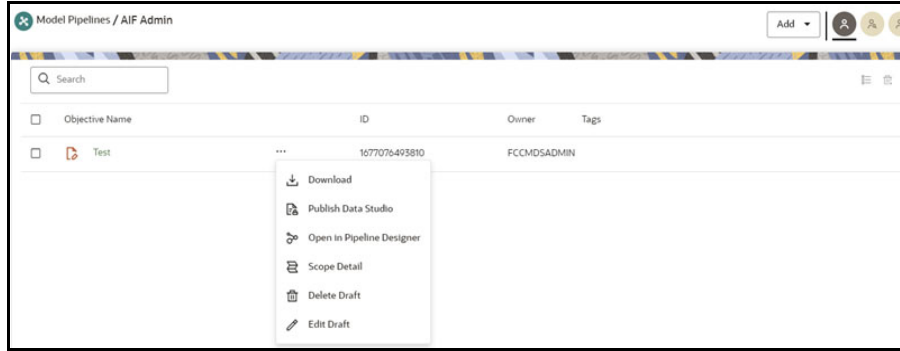 Model Pipelines / AIF Admin
Add
Search
Objective Name ID Owner Tags
Test ... 1677076493810 FCCMDSADMIN
Download
Publish Data Studio
Open in Pipeline Designer
Scope Detail
Delete Draft
Edit Draft